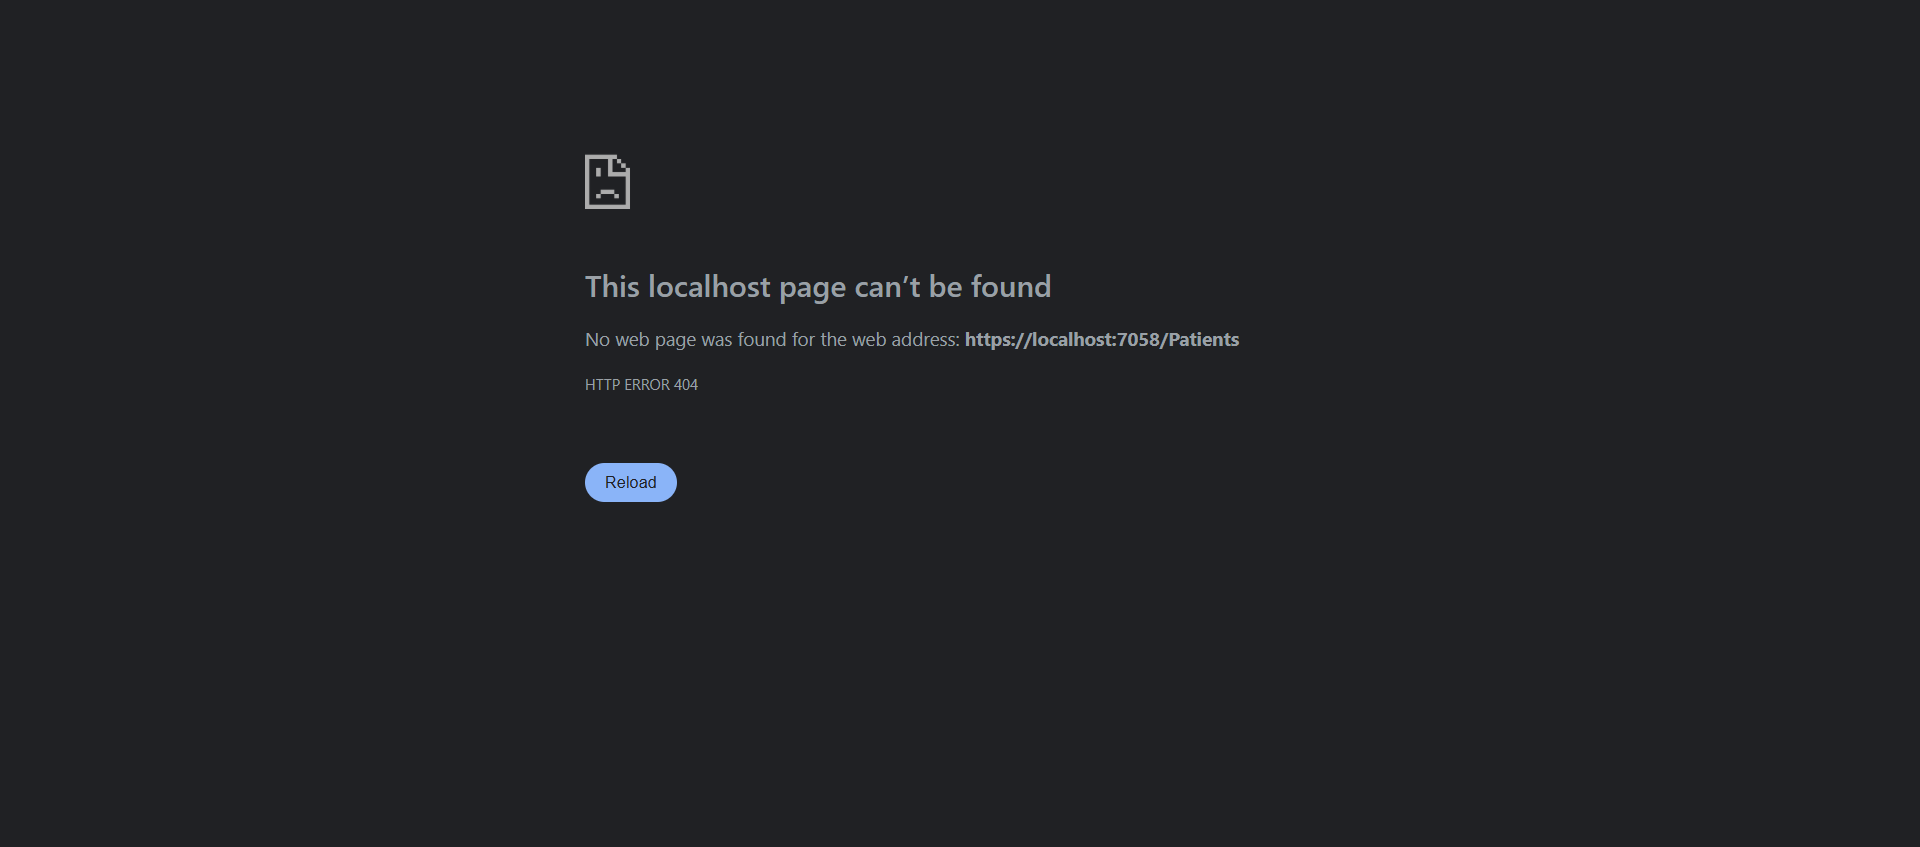 This localhost page can’t be found
No web page was found for the web address: https://localhost:7058/Patients
HTTP ERROR 404
Reload